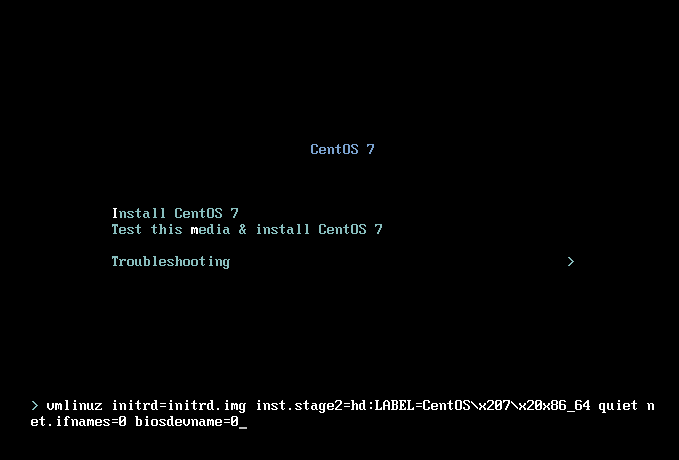 CentOS 7
Install CentOS 7
Test this media & install CentOS 7
Troubleshooting >
> vmlinuz initrd=initrd.img inst.stage2=hd:LABEL=CentOS\x207\x20x86_64 quiet n
et.ifnames=0 biosdevname=0_